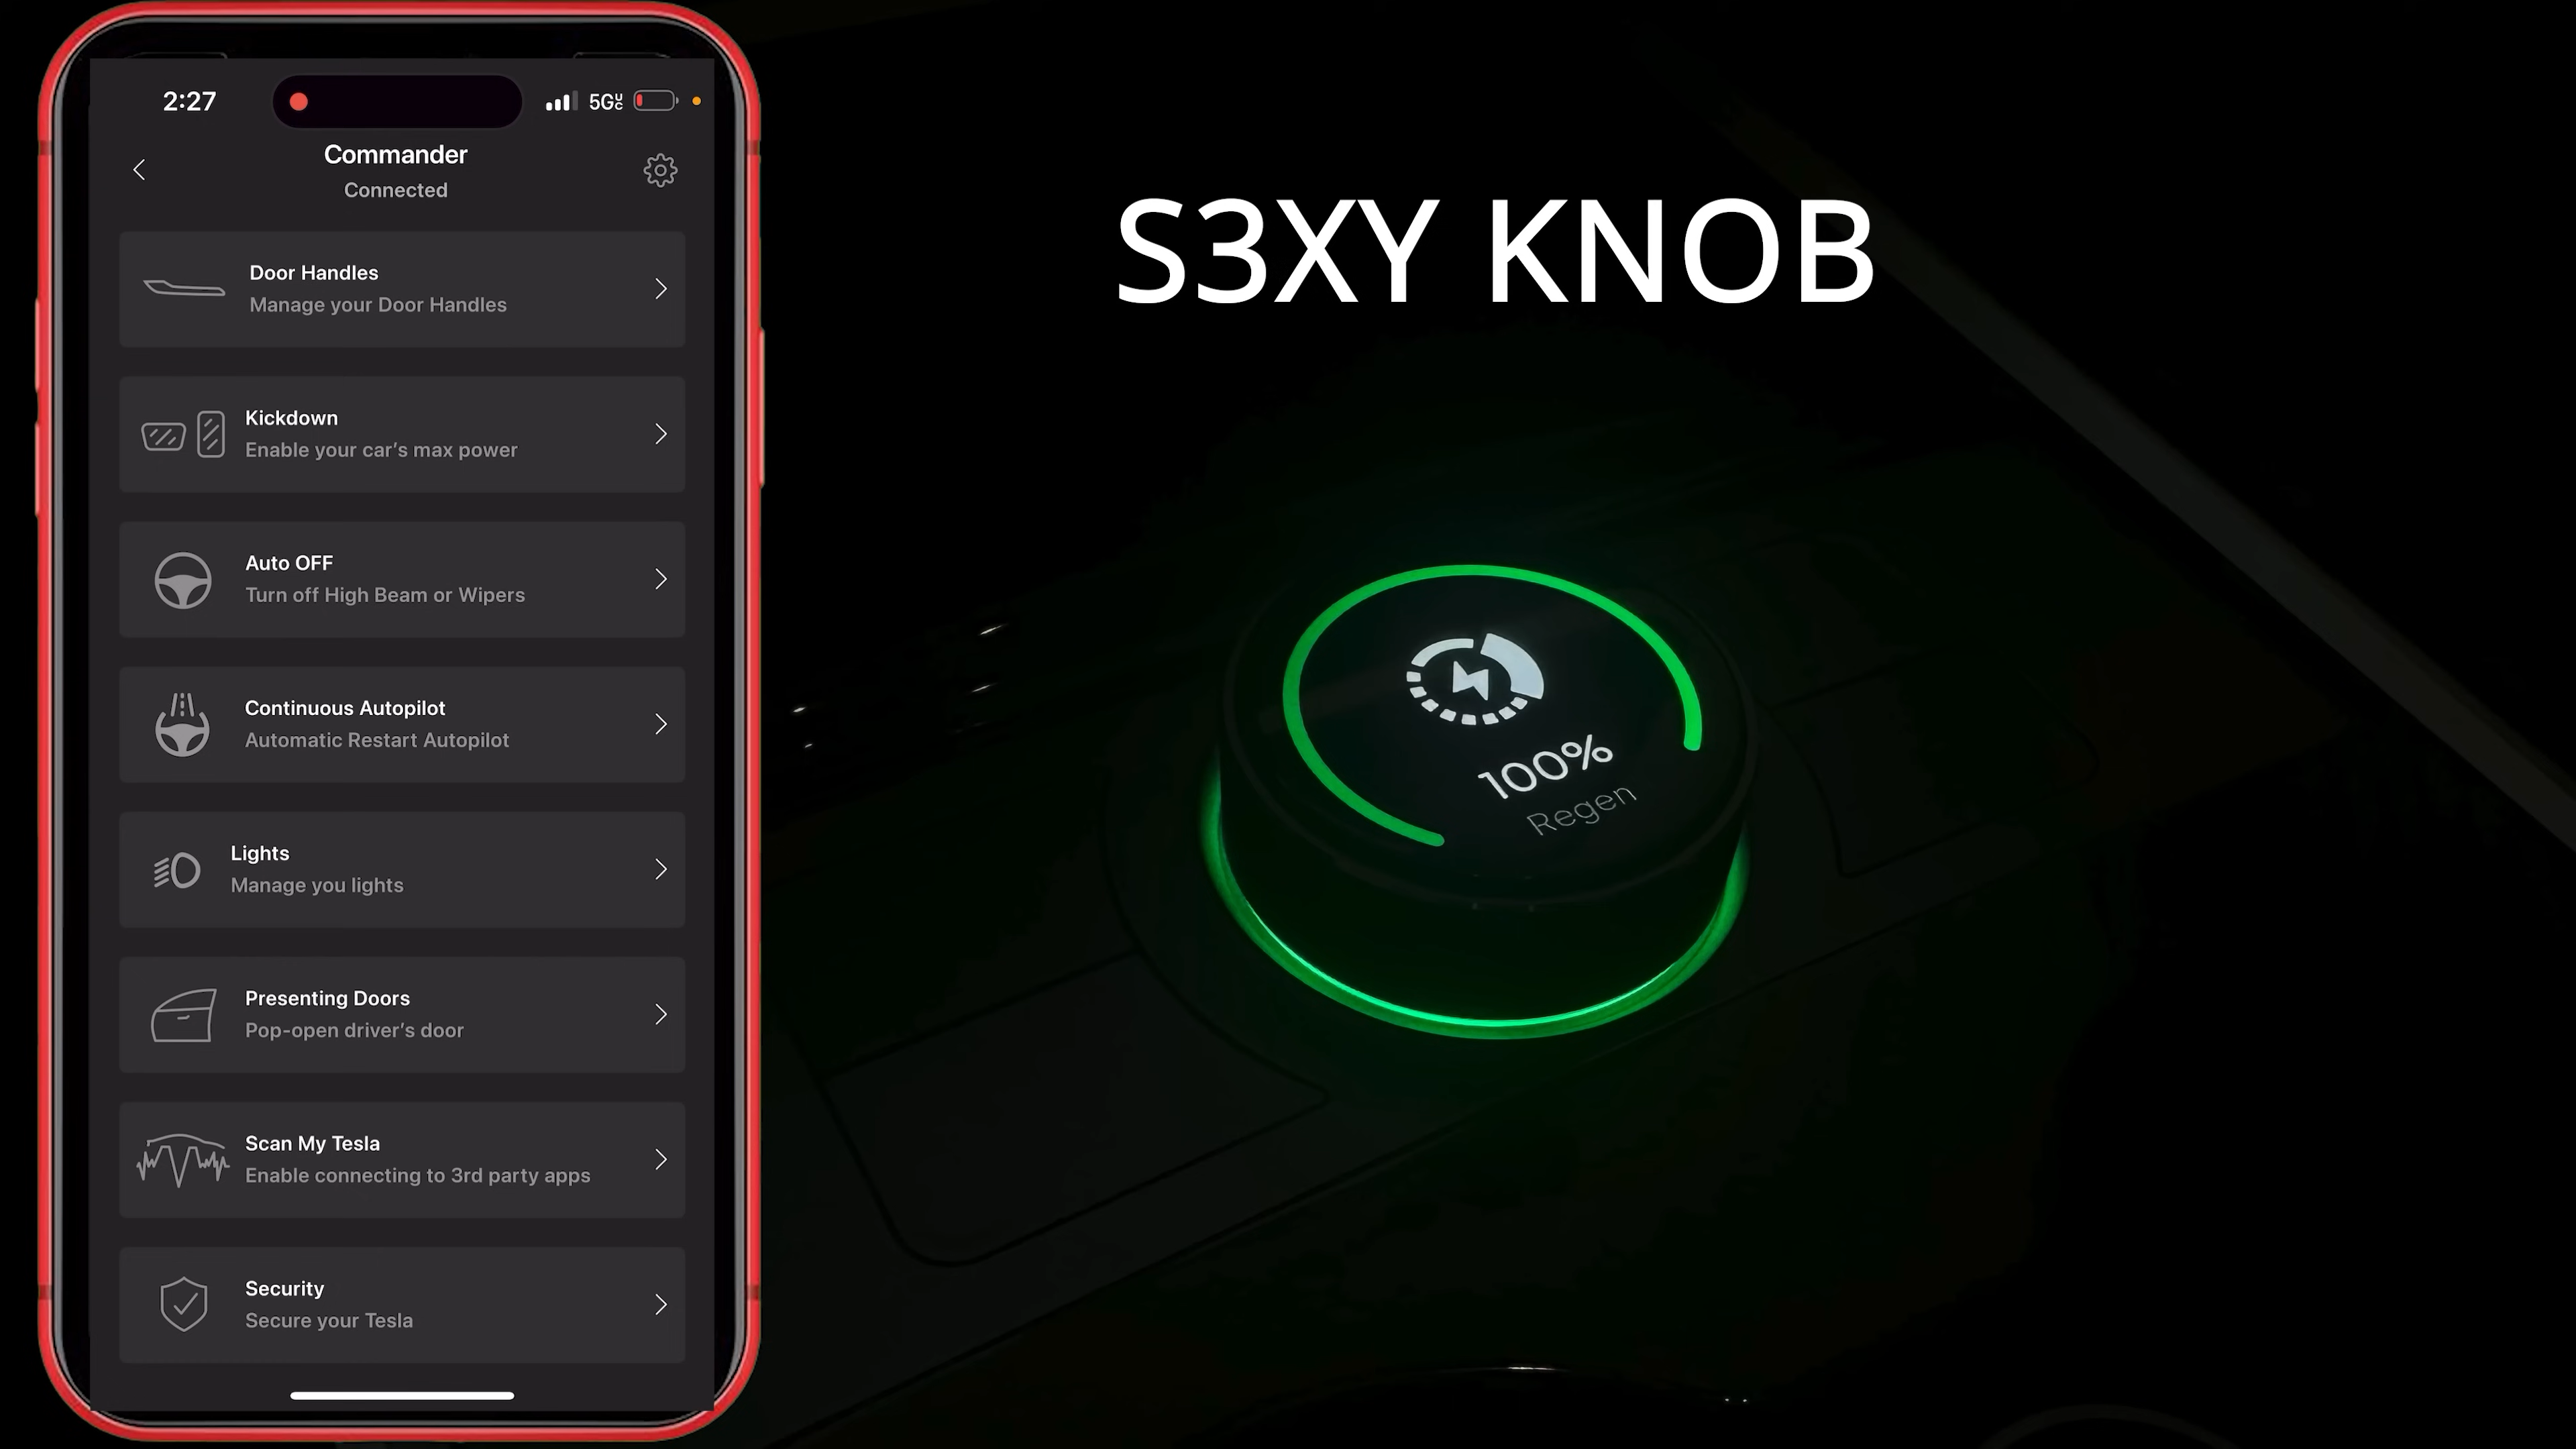 2:27
5GUC
Commander
Connected
Door Handles
Manage your Door Handles
Kickdown
Enable your car's max power
Auto OFF
Turn off High Beam or Wipers
Continuous Autopilot
Automatic Restart Autopilot
Lights
Manage you lights
Presenting Doors
Pop-open driver's door
Scan My Tesla
Enable connecting to 3rd party apps
Security
Secure your Tesla
S3XY KNOB
100%
Regen